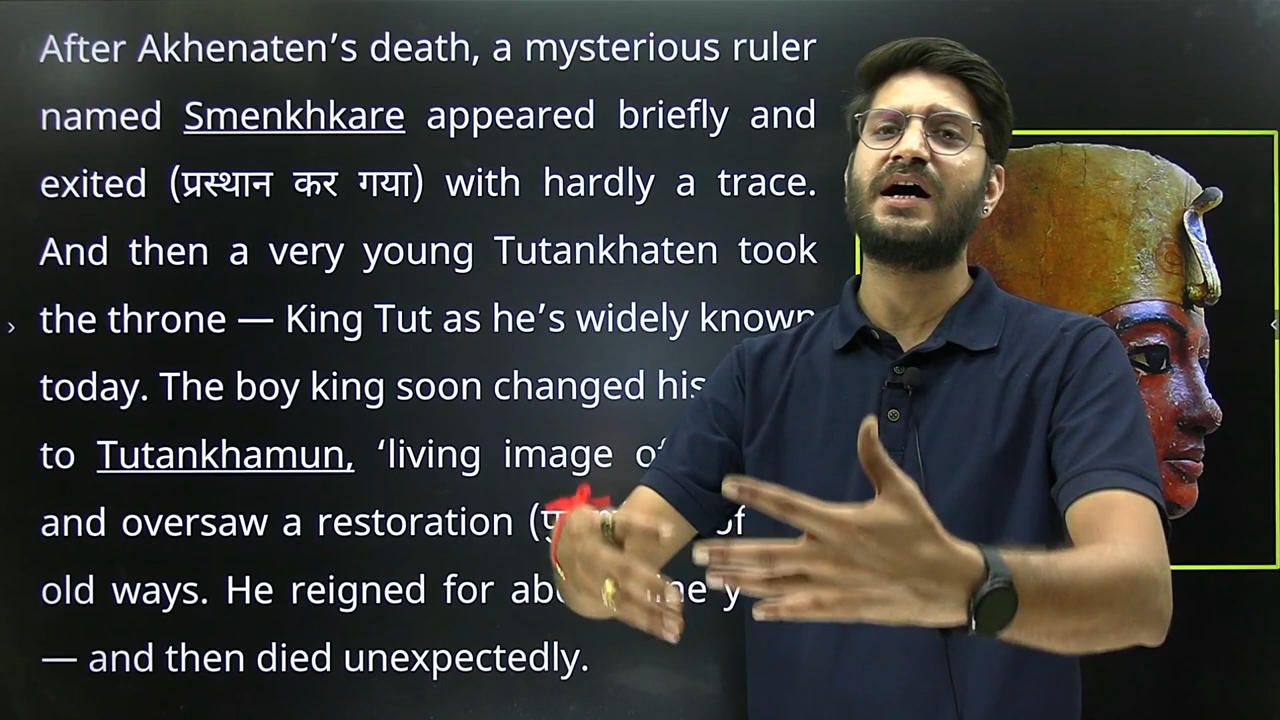 After Akhenaten’s death, a mysterious ruler
named Smenkhkare appeared briefly and
exited (प्रस्थान कर गया) with hardly a trace.
And then a very young Tutankhaten took
the throne — King Tut as he’s widely known
today. The boy king soon changed his
to Tutankhamun, ‘living image of
and oversaw a restoration ( of
old ways. He reigned for
— and then died unexpectedly.